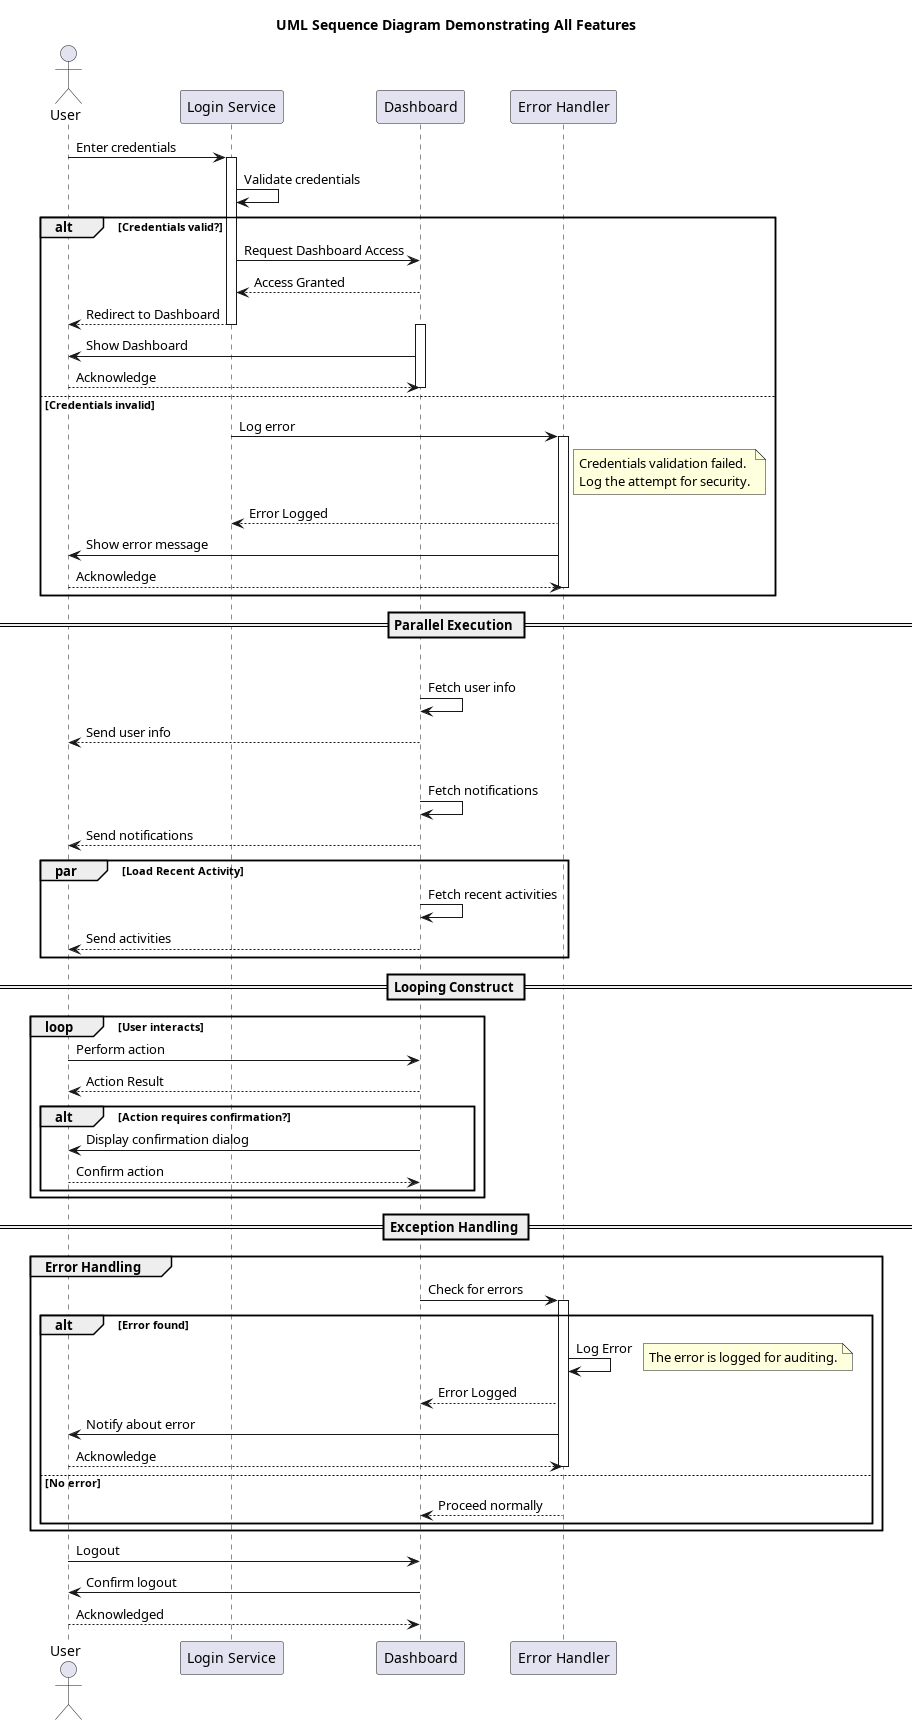 UML Sequence Diagram Demonstrating All Features
User
Login Service
Dashboard
Error Handler
Enter credentials
Validate credentials
alt
[Credentials valid?]
Request Dashboard Access
Access Granted
Redirect to Dashboard
Show Dashboard
Acknowledge
[Credentials invalid]
Log error
Credentials validation failed.
Log the attempt for security.
Error Logged
Show error message
Acknowledge
Parallel Execution
Fetch user info
Send user info
Fetch notifications
Send notifications
par
[Load Recent Activity]
Fetch recent activities
Send activities
Looping Construct
loop
[User interacts]
Perform action
Action Result
alt
[Action requires confirmation?]
Display confirmation dialog
Confirm action
Exception Handling
Error Handling
Check for errors
alt
[Error found]
Log Error
The error is logged for auditing.
Error Logged
Notify about error
Acknowledge
[No error]
Proceed normally
Logout
Confirm logout
Acknowledged
User
Login Service
Dashboard
Error Handler